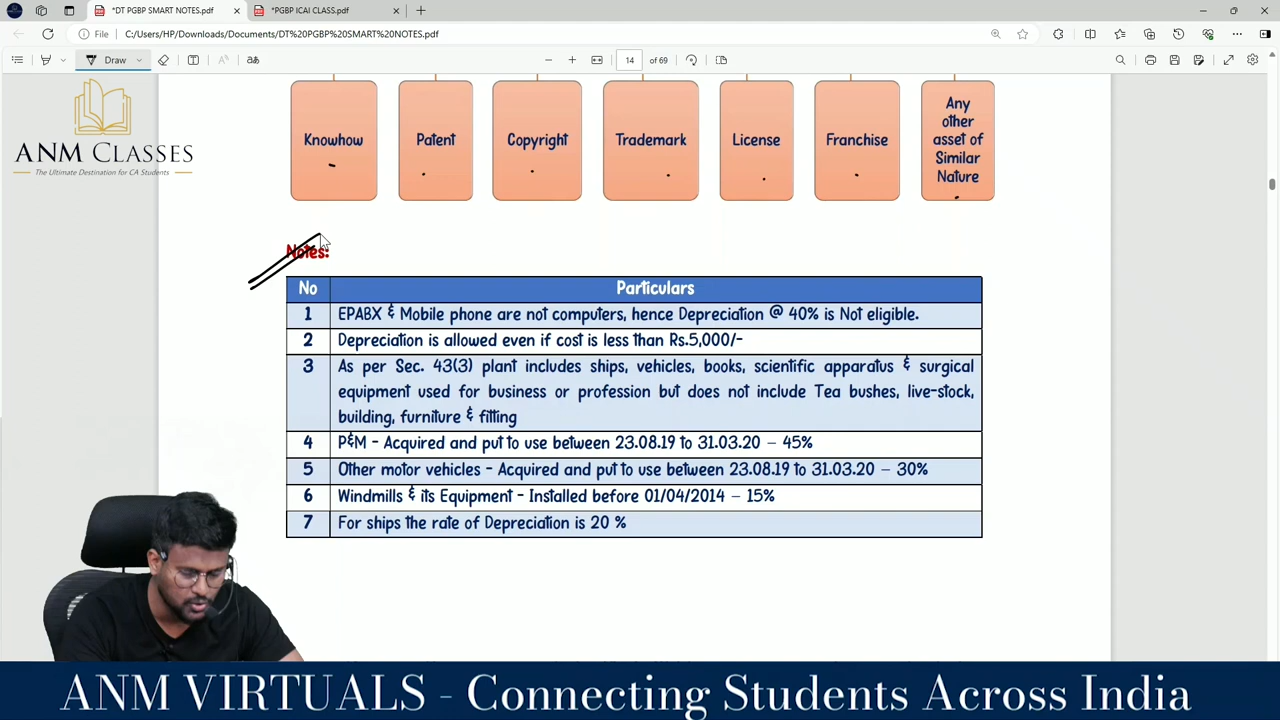 *DT PGBP SMART NOTES.pdf
*PGBP ICAI CLASS.pdf
File
C:/Users/HP/Downloads/Documents/DT%20PGBP%20SMART%20NOTES.pdf
Draw
14 of 69
ANM CLASSES
The Ultimate Destination for CA Students
Knowhow
Patent
Copyright
Trademark
License
Franchise
Any
other
asset of
Similar
Nature
Notes:
No Particulars
1 EPABX & Mobile phone are not computers, hence Depreciation @ 40% is Not eligible.
2 Depreciation is allowed even if cost is less than Rs.5,000/-
3 As per Sec. 43(3) plant includes ships, vehicles, books, scientific apparatus & surgical
equipment used for business or profession but does not include Tea bushes, live-stock,
building, furniture & fitting
4 P&M - Acquired and put to use between 23.08.19 to 31.03.20 – 45%
5 Other motor vehicles - Acquired and put to use between 23.08.19 to 31.03.20 – 30%
6 Windmills & its Equipment - Installed before 01/04/2014 – 15%
7 For ships the rate of Depreciation is 20 %
ANM VIRTUALS - Connecting Students Across India